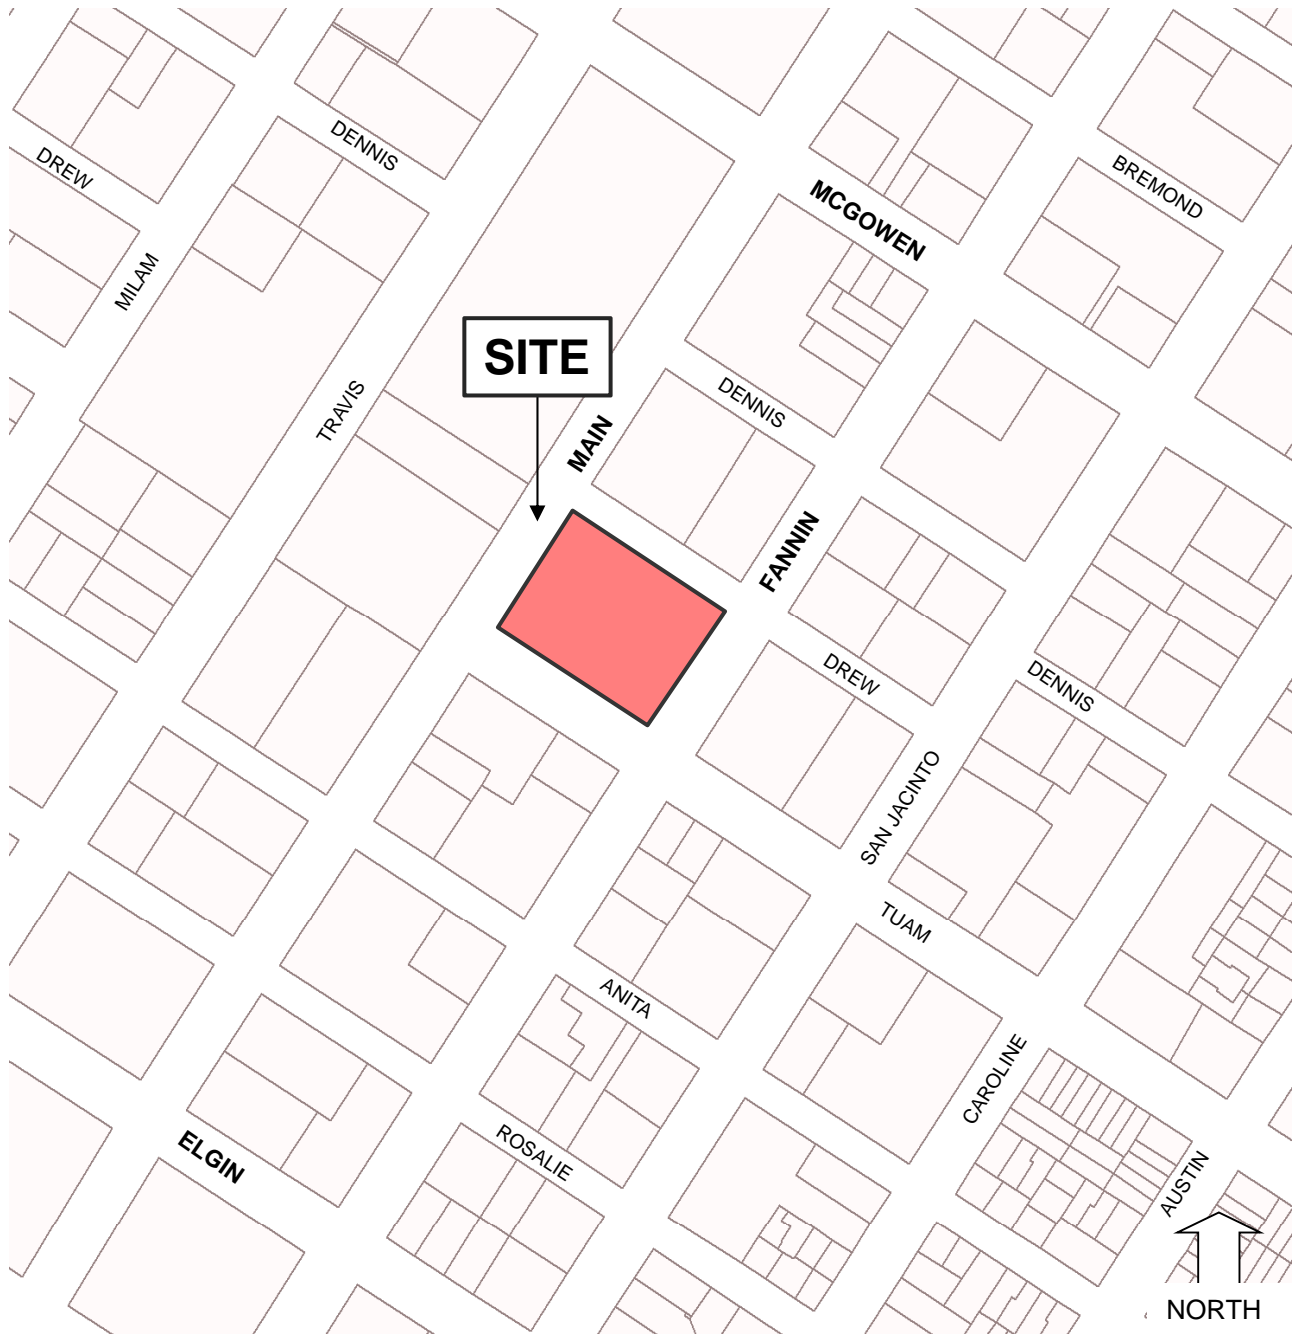 DENNIS
DREW
BREMOND
MCGOWEN
MILAM
SITE
TRAVIS
DENNIS
MAIN
FANNIN
DREW
DENNIS
SAN JACINTO
TUAM
ANITA
CAROLINE
ROSALIE
ELGIN
AUSTIN
NORTH